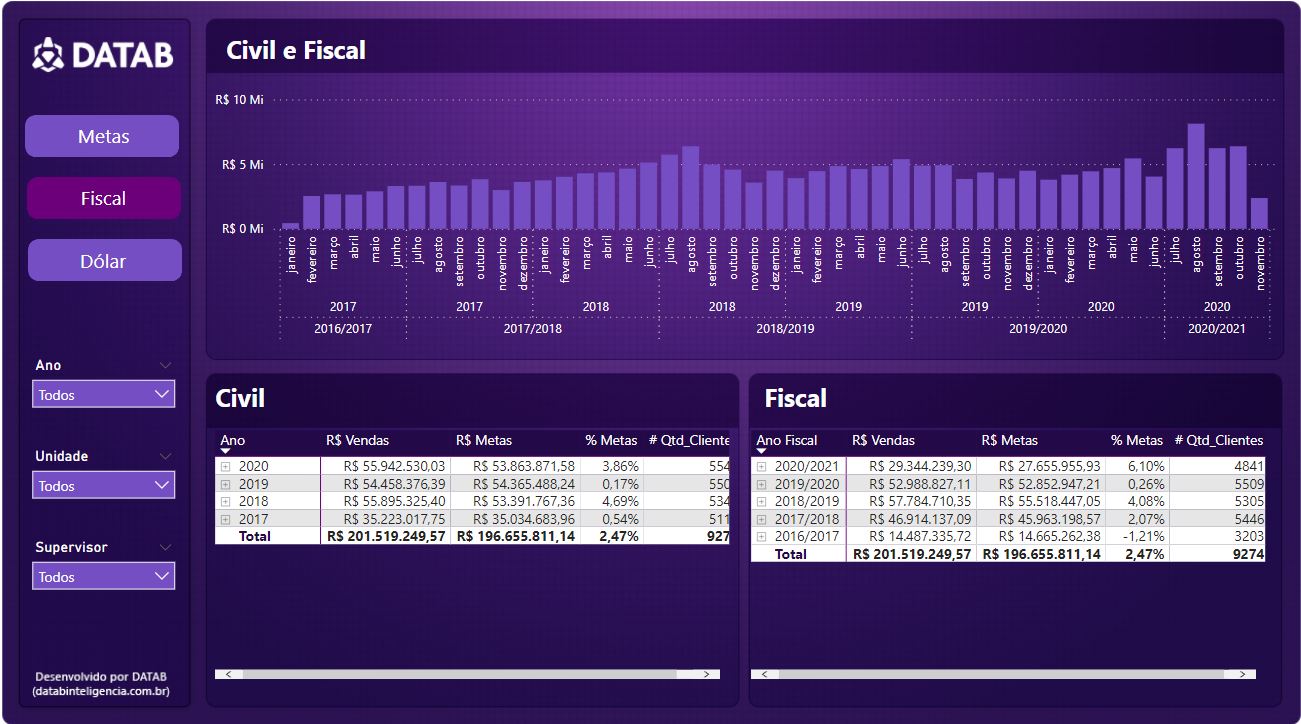 DATAB
Metas
Fiscal
Dólar
Ano
Todos
Unidade
Todos
Supervisor
Todos
Desenvolvido por DATAB
(databinteligencia.com.br)
Civil e Fiscal
R$ 10 Mi
R$ 5 Mi
R$ 0 Mi
janeiro fevereiro março abril maio junho julho agosto setembro outubro novembro dezembro janeiro fevereiro março abril maio junho julho agosto setembro outubro novembro dezembro janeiro fevereiro março abril maio junho julho agosto setembro outubro novembro dezembro janeiro fevereiro março abril maio junho julho agosto setembro outubro novembro
2017 2017 2018 2018 2019 2019 2020 2020
2016/2017 2017/2018 2018/2019 2019/2020 2020/2021
Civil
Ano R$ Vendas R$ Metas % Metas # Qtd_Cliente
2020 R$ 55.942.530,03 R$ 53.863.871,58 3,86% 554
2019 R$ 54.458.376,39 R$ 54.365.488,24 0,17% 550
2018 R$ 55.895.325,40 R$ 53.391.767,36 4,69% 534
2017 R$ 35.223.017,75 R$ 35.034.683,96 0,54% 511
Total R$ 201.519.249,57 R$ 196.655.811,14 2,47% 927
Fiscal
Ano Fiscal R$ Vendas R$ Metas % Metas # Qtd_Clientes
2020/2021 R$ 29.344.239,30 R$ 27.655.955,93 6,10% 4841
2019/2020 R$ 52.988.827,11 R$ 52.852.947,21 0,26% 5509
2018/2019 R$ 57.784.710,35 R$ 55.518.447,05 4,08% 5305
2017/2018 R$ 46.914.137,09 R$ 45.963.198,57 2,07% 5446
2016/2017 R$ 14.487.335,72 R$ 14.665.262,38 -1,21% 3203
Total R$ 201.519.249,57 R$ 196.655.811,14 2,47% 9274